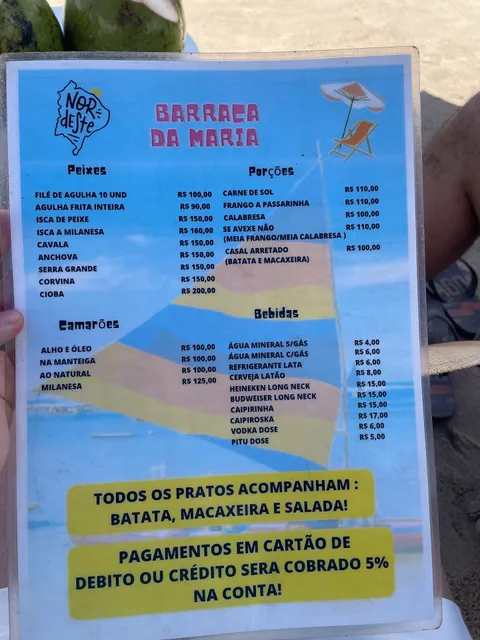 NOR
deste
BARRACA
DA MARIA
Peixes
FILÉ DE AGULHA 10 UND R$ 100,00
AGULHA FRITA INTEIRA R$ 90,00
ISCA DE PEIXE R$ 150,00
ISCA A MILANESA R$ 160,00
CAVALA R$ 150,00
ANCHOVA R$ 150,00
SERRA GRANDE R$ 150,00
CORVINA R$ 150,00
CIOBA R$ 200,00
Porções
CARNE DE SOL R$ 110,00
FRANGO A PASSARINHA R$ 110,00
CALABRESA R$ 100,00
SE AVEXE NÃO R$ 110,00
(MEIA FRANGO/MEIA CALABRESA )
CASAL ARRETADO R$ 100,00
(BATATA E MACAXEIRA)
Camarões
ALHO E ÓLEO R$ 100,00
NA MANTEIGA R$ 100,00
AO NATURAL R$ 100,00
MILANESA R$ 125,00
Bebidas
ÁGUA MINERAL S/GÁS R$ 4,00
ÁGUA MINERAL C/GÁS R$ 6,00
REFRIGERANTE LATA R$ 6,00
CERVEJA LATÃO R$ 8,00
HEINEKEN LONG NECK R$ 15,00
BUDWEISER LONG NECK R$ 15,00
CAIPIRINHA R$ 15,00
CAIPIROSKA R$ 17,00
VODKA DOSE R$ 6,00
PITU DOSE R$ 5,00
TODOS OS PRATOS ACOMPANHAM :
BATATA, MACAXEIRA E SALADA!
PAGAMENTOS EM CARTÃO DE
DEBITO OU CRÉDITO SERA COBRADO 5%
NA CONTA!